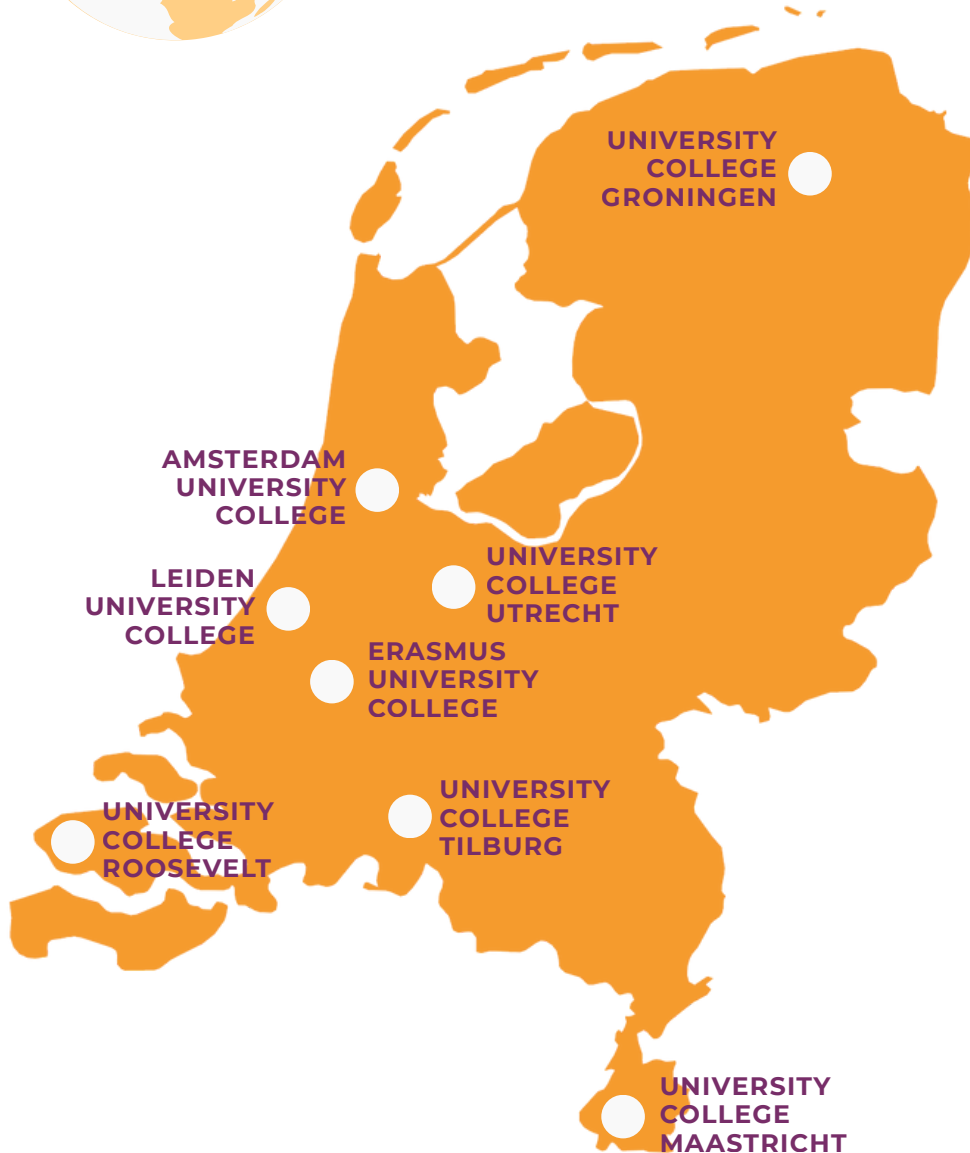 UNIVERSITY
COLLEGE
GRONINGEN
AMSTERDAM
UNIVERSITY
COLLEGE
UNIVERSITY
COLLEGE
UTRECHT
LEIDEN
UNIVERSITY
COLLEGE
ERASMUS
UNIVERSITY
COLLEGE
UNIVERSITY
COLLEGE
TILBURG
UNIVERSITY
COLLEGE
ROOSEVELT
UNIVERSITY
COLLEGE
MAASTRICHT